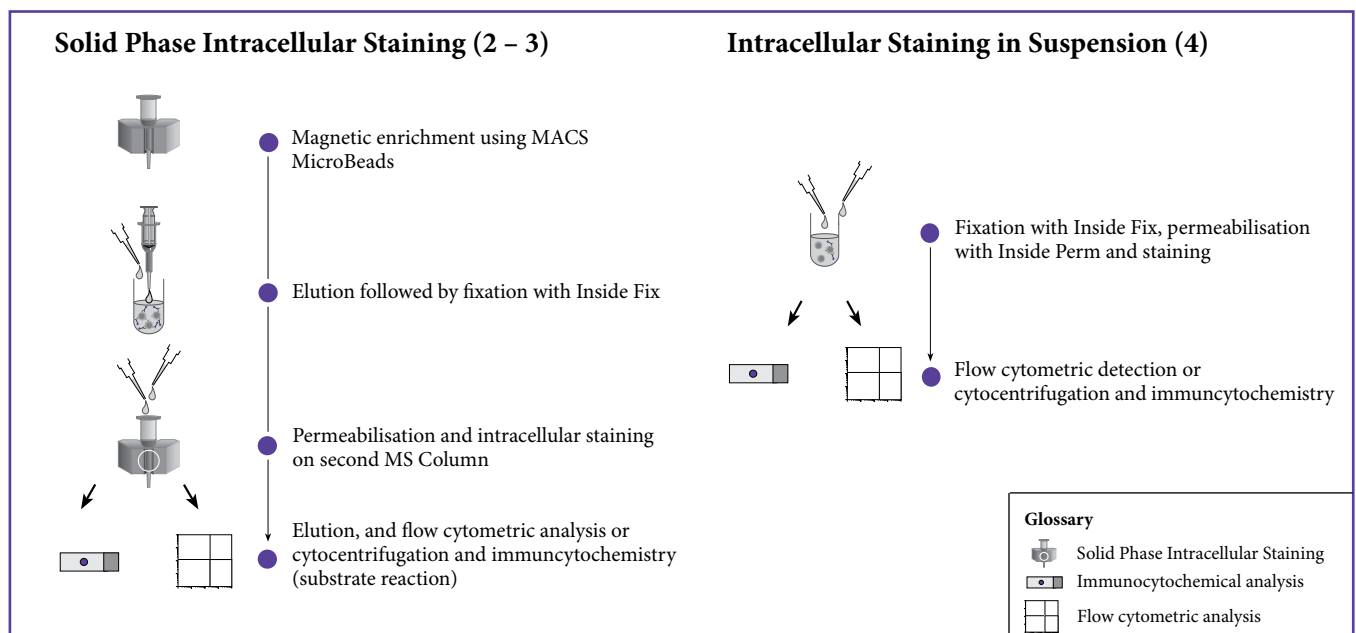 Solid Phase Intracellular Staining (2 – 3)
Magnetic enrichment using MACS
MicroBeads
Elution followed by fixation with Inside Fix
Permeabilisation and intracellular staining
on second MS Column
Elution, and flow cytometric analysis or
cytocentrifugation and immuncytochemistry
(substrate reaction)
Intracellular Staining in Suspension (4)
Fixation with Inside Fix, permeabilisation
with Inside Perm and staining
Flow cytometric detection or
cytocentrifugation and immuncytochemistry
Glossary
Solid Phase Intracellular Staining
Immunocytochemical analysis
Flow cytometric analysis